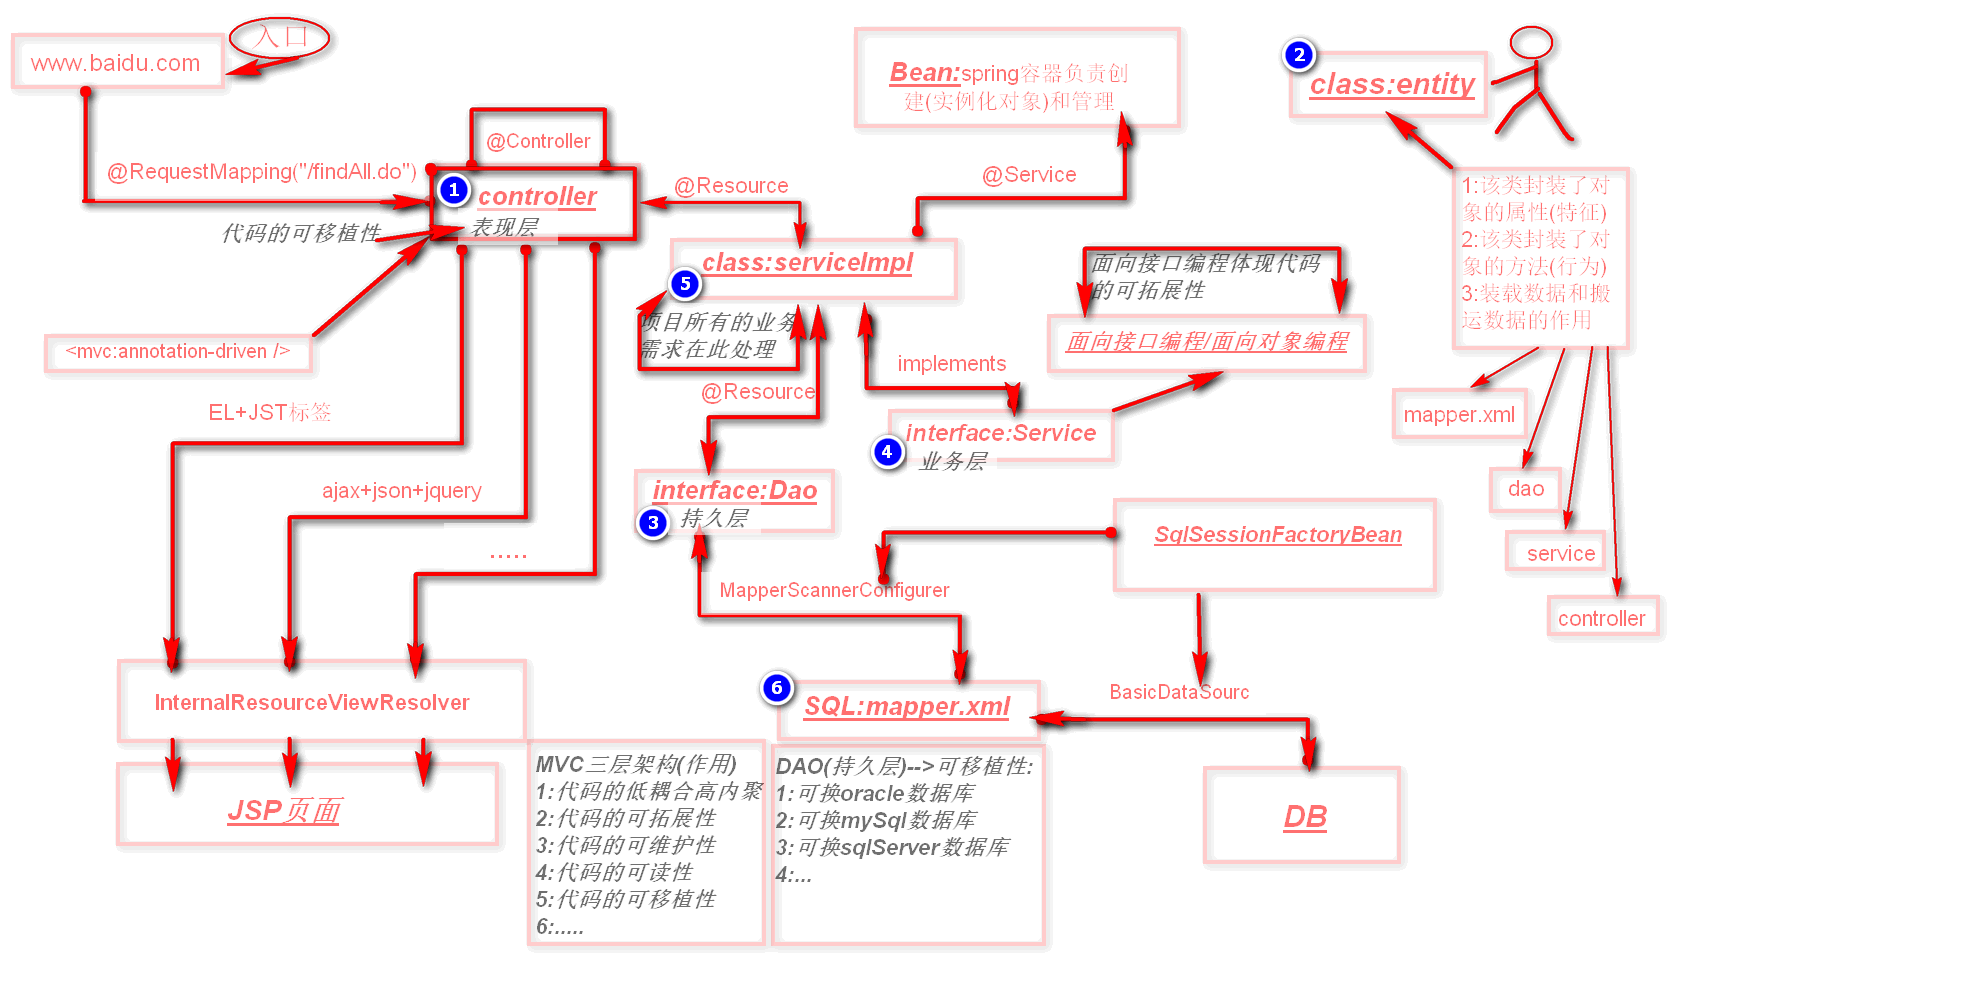 入口
www.baidu.com
@RequestMapping("/findAll.do")
@Controller
1
controller
表现层
代码的可移植性
<mvc:annotation-driven />
@Resource
Bean:spring容器负责创
建(实例化对象)和管理
@Service
5
class:serviceImpl
项目所有的业务
需求在此处理
@Resource
implements
面向接口编程体现代码
的可拓展性
面向接口编程/面向对象编程
4
interface:Service
业务层
2
class:entity
1:该类封装了对
象的属性(特征)
2:该类封装了对
象的方法(行为)
3:装载数据和搬
运数据的作用
mapper.xml
dao
service
controller
EL+JST标签
ajax+json+jquery
.....
3
interface:Dao
持久层
SqlSessionFactoryBean
MapperScannerConfigurer
BasicDataSourc
6
SQL:mapper.xml
InternalResourceViewResolver
JSP页面
MVC三层架构(作用)
1:代码的低耦合高内聚
2:代码的可拓展性
3:代码的可维护性
4:代码的可读性
5:代码的可移植性
6:.....
DAO(持久层)-->可移植性:
1:可换oracle数据库
2:可换mySql数据库
3:可换sqlServer数据库
4:...
DB